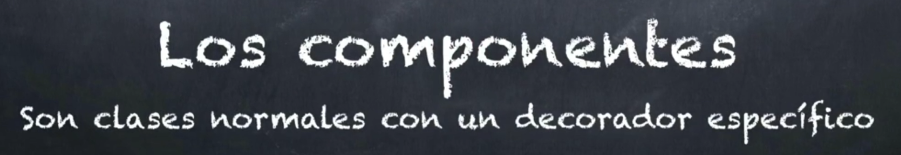 Los componentes
Son clases normales con un decorador específico